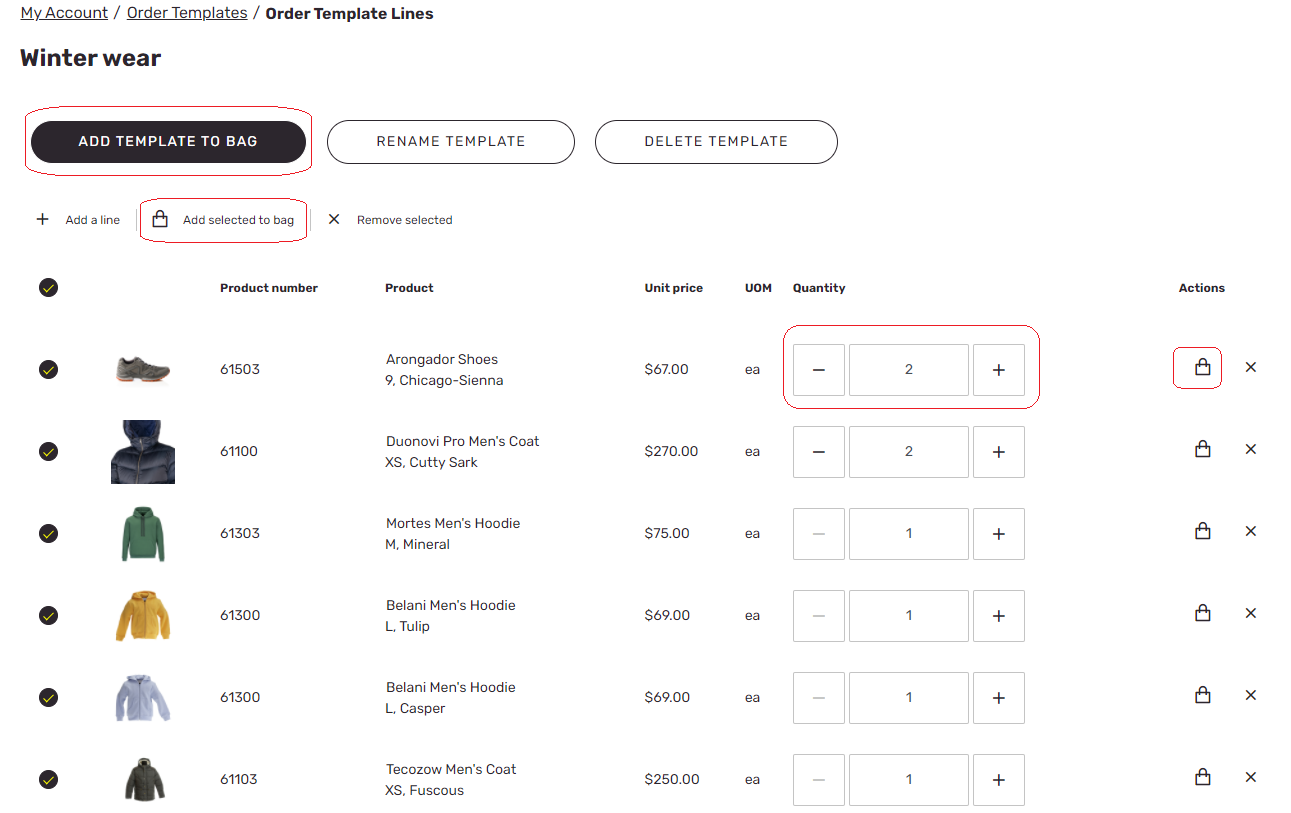 My Account / Order Templates / Order Template Lines
Winter wear
ADD TEMPLATE TO BAG RENAME TEMPLATE DELETE TEMPLATE
Add a line Add selected to bag Remove selected
Product number Product Unit price UOM Quantity Actions
61503 Arongador Shoes $67.00 ea 2
9, Chicago-Sienna
61100 Duonovi Pro Men's Coat $270.00 ea 2
XS, Cutty Sark
61303 Mortes Men's Hoodie $75.00 ea 1
M, Mineral
61300 Belani Men's Hoodie $69.00 ea 1
L, Tulip
61300 Belani Men's Hoodie $69.00 ea 1
L, Casper
61103 Tecozow Men's Coat $250.00 ea 1
XS, Fuscous